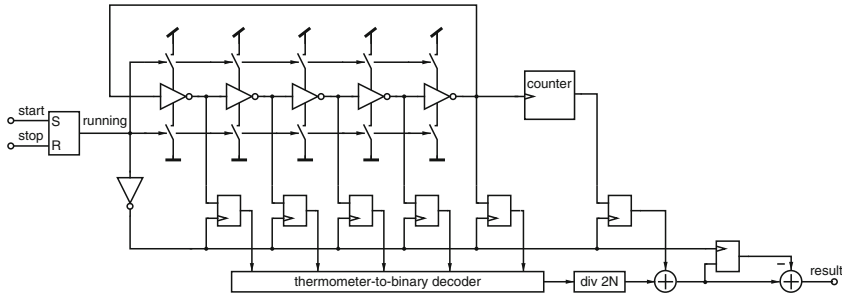 start
S
running
stop
R
counter
thermometer-to-binary decoder
div 2N
−
result